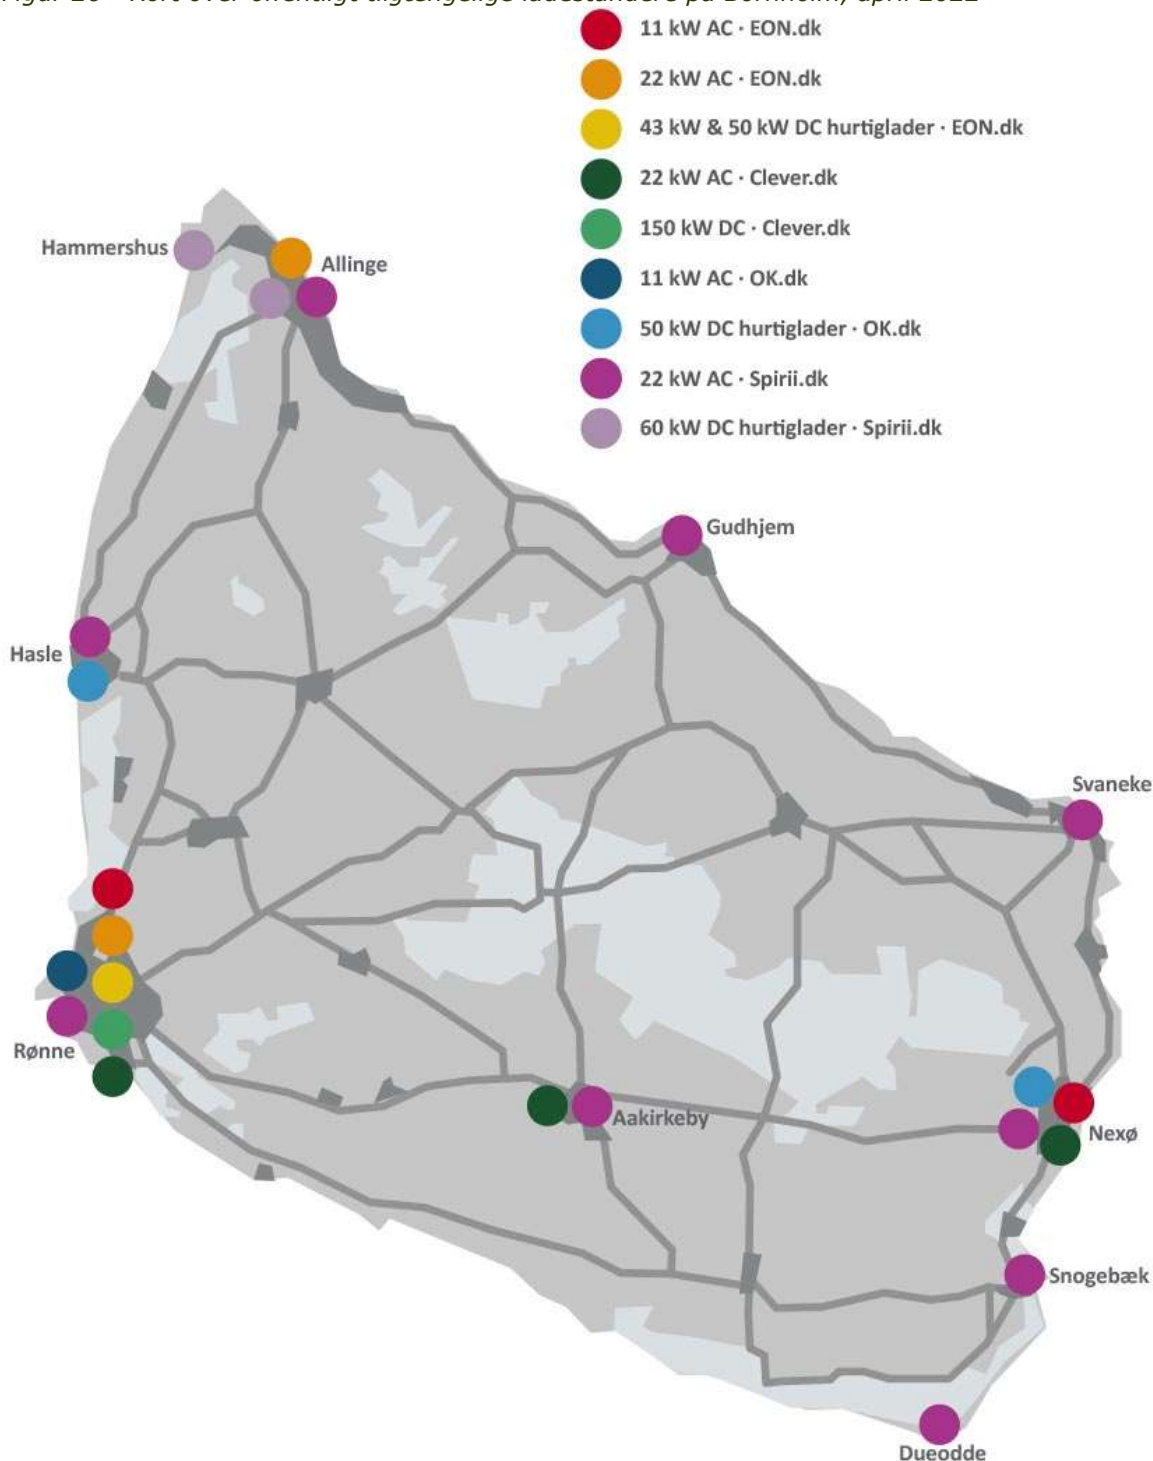 11 kW AC · EON.dk
22 kW AC · EON.dk
43 kW & 50 kW DC hurtiglader · EON.dk
22 kW AC · Clever.dk
150 kW DC · Clever.dk
11 kW AC · OK.dk
50 kW DC hurtiglader · OK.dk
22 kW AC · Spirii.dk
60 kW DC hurtiglader · Spirii.dk
Hammershus
Allinge
Gudhjem
Hasle
Svaneke
Rønne
Aakirkeby
Nexø
Snogebæk
Dueodde